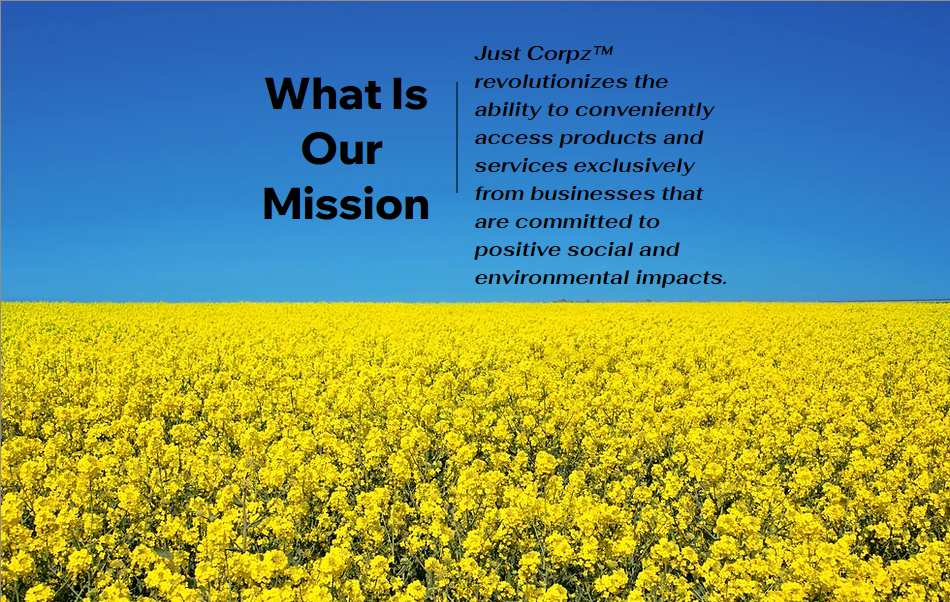 What Is
Our
Mission
Just Corpz™
revolutionizes the
ability to conveniently
access products and
services exclusively
from businesses that
are committed to
positive social and
environmental impacts.